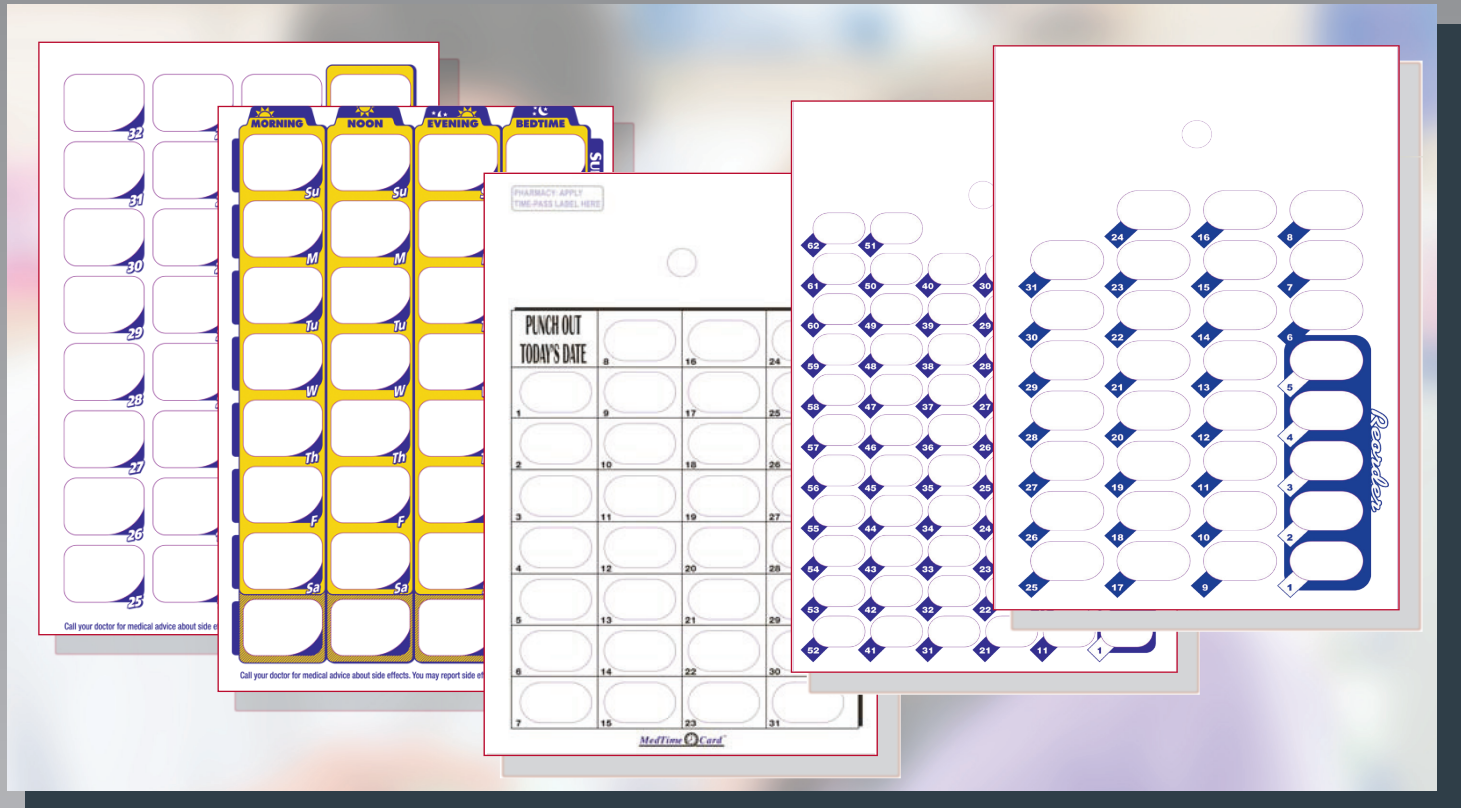 32
31
30
29
28
27
26
25
Call your doctor for medical advice about side e
MORNING NOON EVENING BEDTIME
Su Su
M M
Tu Tu
W W
Th Th
F F
Sa Sa
Call your doctor for medical advice about side effects. You may report side ef
PHARMACY: APPLY
TIME-PASS LABEL HERE
PUNCH OUT
TODAY'S DATE
8 16 24
1 9 17 25
2 10 18 26
3 11 19 27
4 12 20 28
5 13 21 29
6 14 22 30
7 15 23 31
MedTime Card™
62 51
61 50 40 30
60 49 39 29
59 48 38 28
58 47 37 27
57 46 36 26
56 45 35 25
55 44 34 24
54 43 33 23
53 42 32 22
52 41 31 21 11 1
24 16 8
31 23 15 7
30 22 14 6
29 21 13 5
28 20 12 4
27 19 11 3
26 18 10 2
25 17 9 1
Reorder